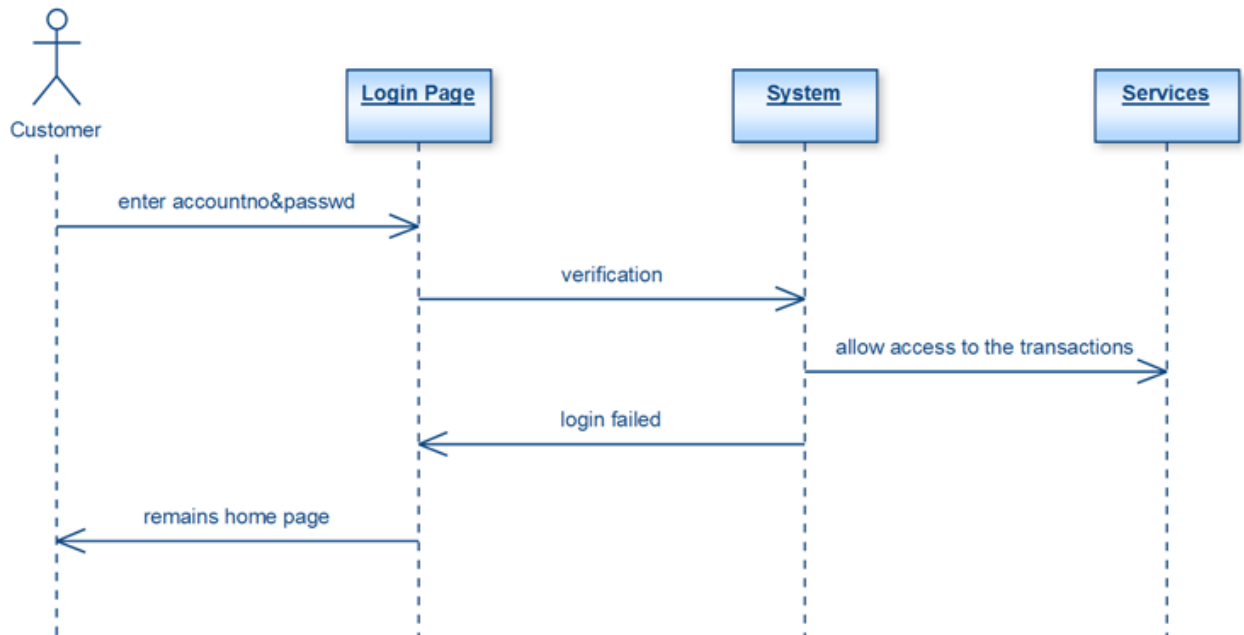 Customer
Login Page
System
Services
enter accountno&passwd
verification
allow access to the transactions
login failed
remains home page